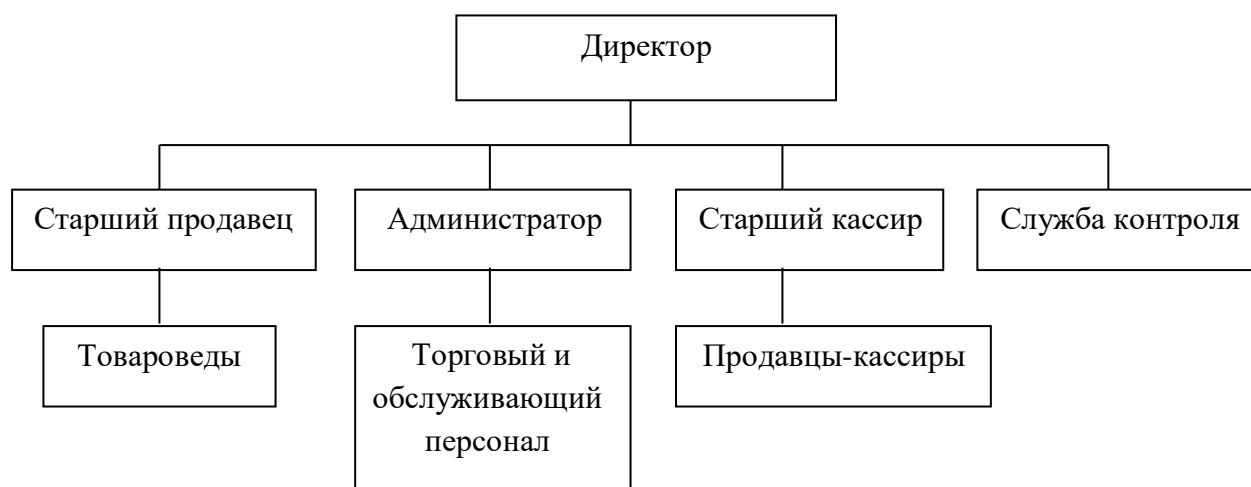 Директор
Старший продавец
Администратор
Старший кассир
Служба контроля
Товароведы
Торговый и
обслуживающий
персонал
Продавцы-кассиры